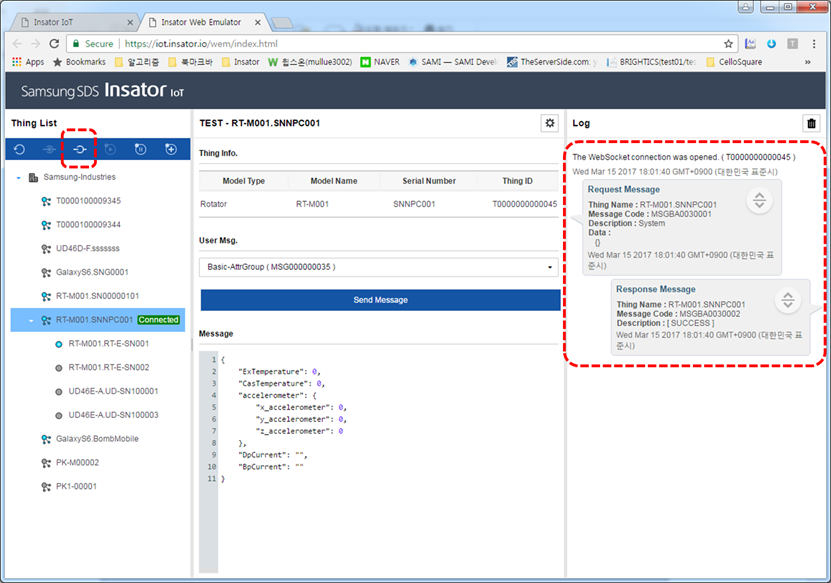 Insator IoT
Insator Web Emulator
Secure
https://iot.insator.io/wem/index.html
Apps
Bookmarks
알고리즘
북마크바
Insator
윕스온(mullue3002)
NAVER
SAMI — SAMI Devel
TheServerSide.com: y
BRIGHTICS(test01/tes
CelloSquare
»
Samsung SDS Insator IoT
Thing List
Samsung-Industries
T0000100009345
T0000100009344
UD46D-F.sssssss
GalaxyS6.SNG0001
RT-M001.SN00000101
RT-M001.SNNPC001 Connected
RT-M001.RT-E-SN001
RT-M001.RT-E-SN002
UD46E-A.UD-SN100001
UD46E-A.UD-SN100003
GalaxyS6.BombMobile
PK-M00002
PK1-00001
TEST - RT-M001.SNNPC001
Thing Info.
Model Type Model Name Serial Number Thing ID
Rotator RT-M001 SNNPC001 T0000000000045
User Msg.
Basic-AttrGroup ( MSG000000035 )
Send Message
Message
1 {
2 "ExTemperature": 0,
3 "CasTemperature": 0,
4 "accelerometer": {
5 "x_accelerometer": 0,
6 "y_accelerometer": 0,
7 "z_accelerometer": 0
8 },
9 "DpCurrent": "",
10 "BpCurrent": ""
11 }
Log
The WebSocket connection was opened. ( T0000000000045 )
Wed Mar 15 2017 18:01:40 GMT+0900 (대한민국 표준시)
Request Message
Thing Name : RT-M001.SNNPC001
Message Code : MSGBA0030001
Description : System
Data :
{}
Wed Mar 15 2017 18:01:40 GMT+0900 (대한민국 표
준시)
Response Message
Thing Name : RT-M001.SNNPC001
Message Code : MSGBA0030002
Description : [ SUCCESS ]
Wed Mar 15 2017 18:01:40 GMT+0900 (대한민국 표
준시)